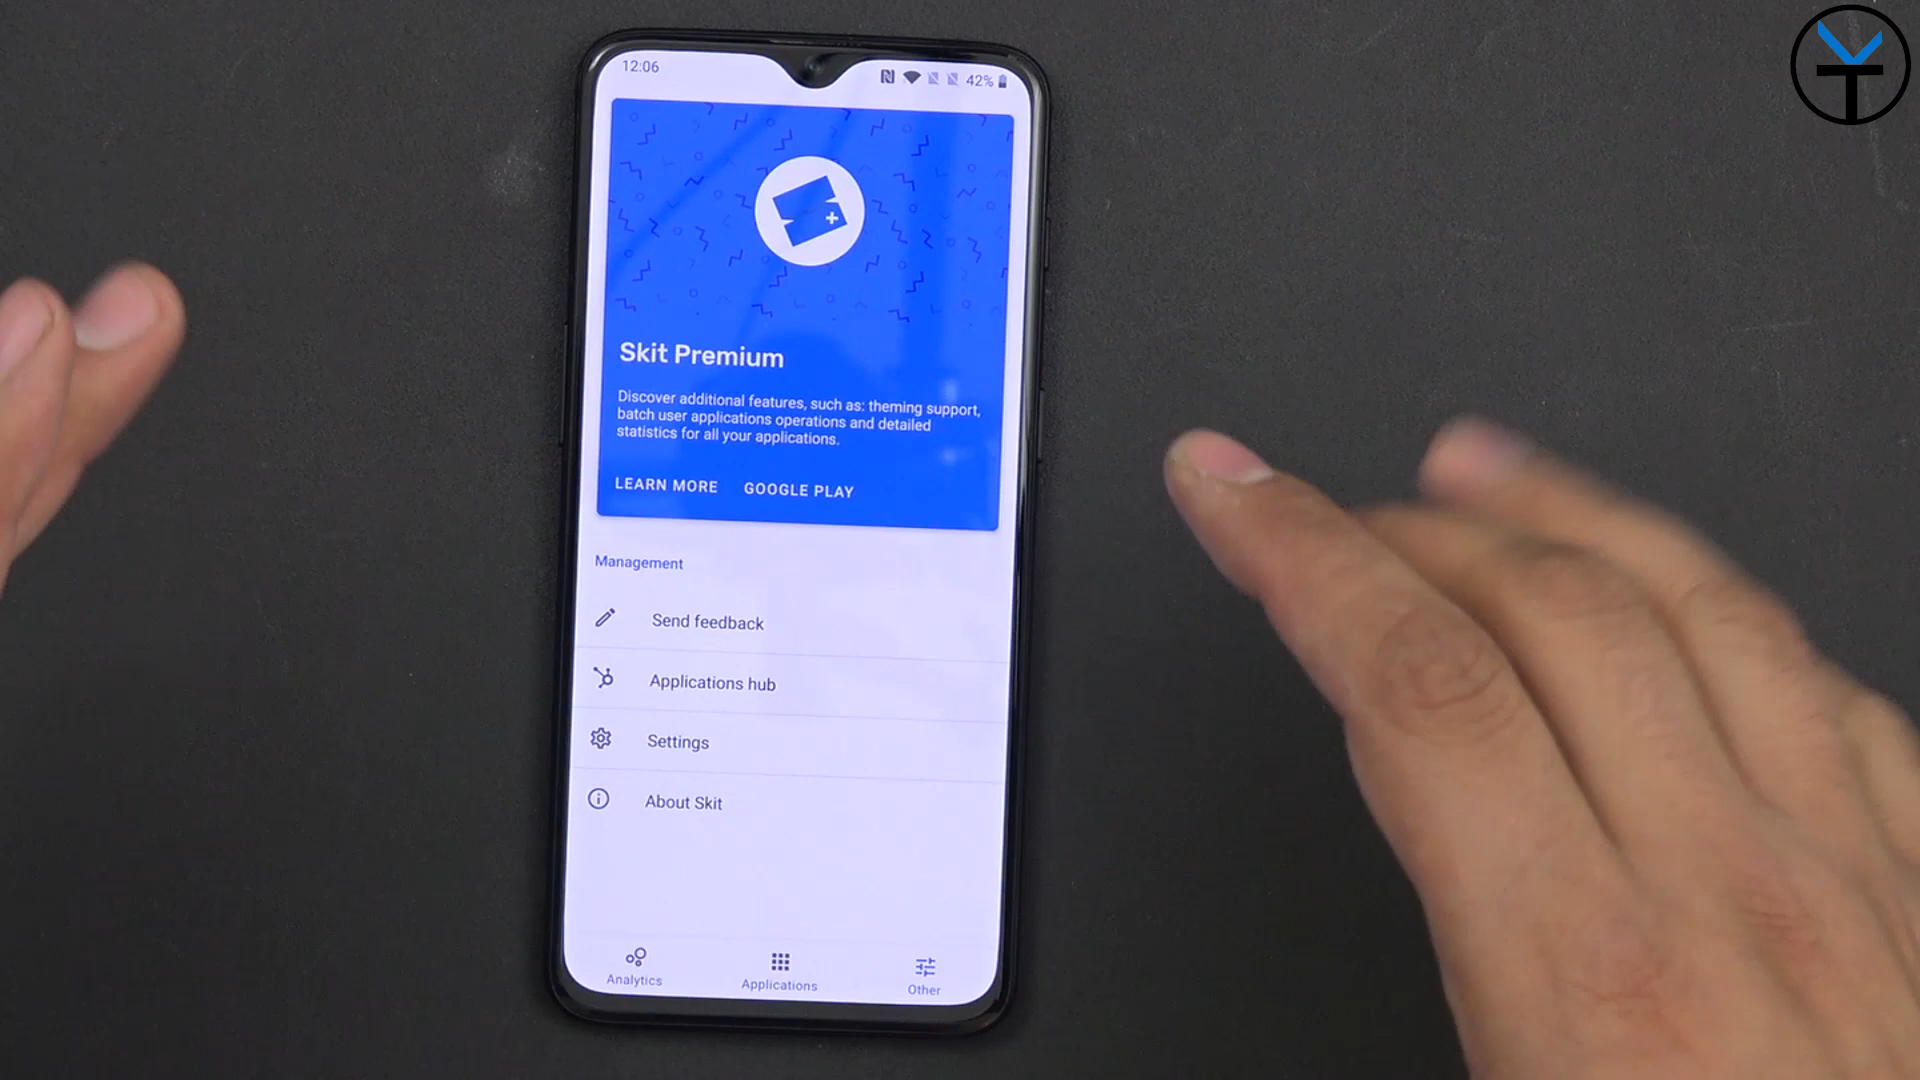 12:06
42%
Skit Premium
Discover additional features, such as: theming support,
batch user applications operations and detailed
statistics for all your applications.
LEARN MORE GOOGLE PLAY
Management
Send feedback
Applications hub
Settings
About Skit
Analytics Applications Other